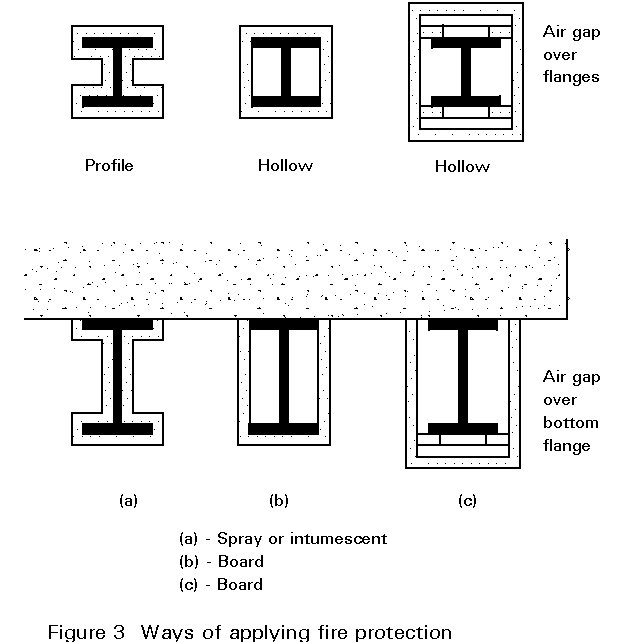 Air gap
over
flanges
Profile
Hollow
Hollow
Air gap
over
bottom
flange
(a)
(b)
(c)
(a) - Spray or intumescent
(b) - Board
(c) - Board
Figure 3 Ways of applying fire protection